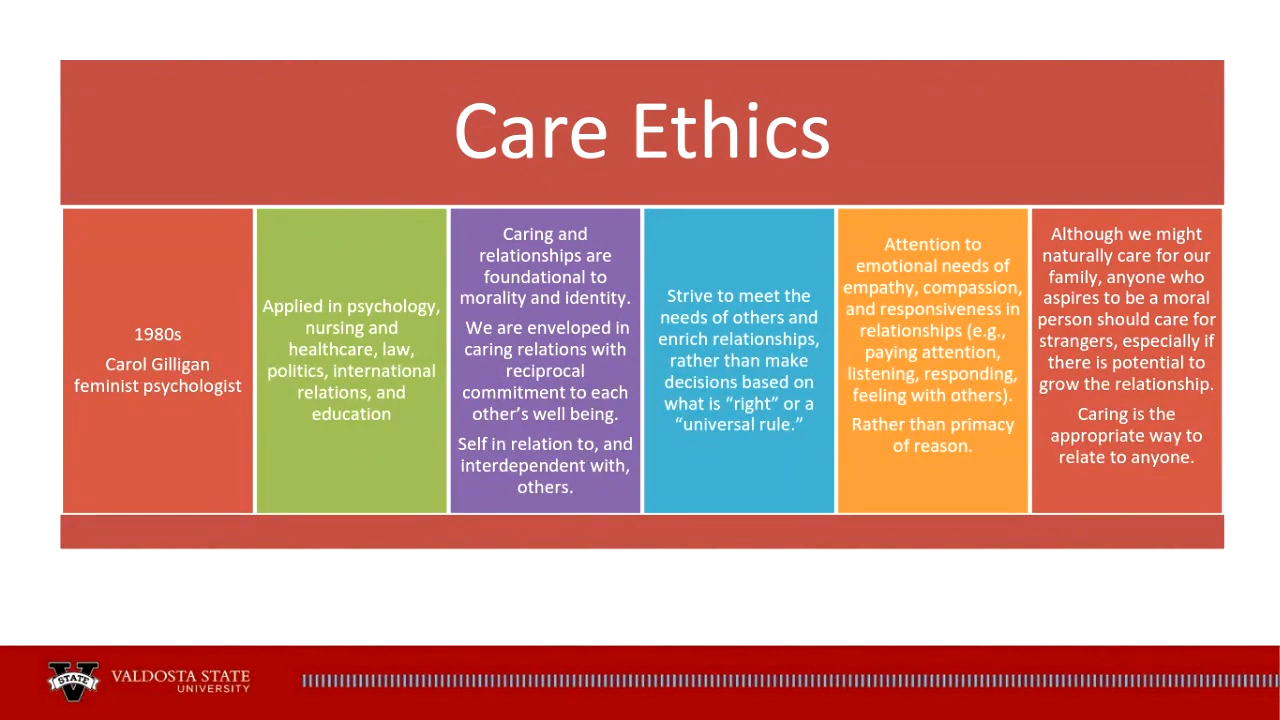 Care Ethics
1980s
Carol Gilligan
feminist psychologist
Applied in psychology,
nursing and
healthcare, law,
politics, international
relations, and
education
Caring and
relationships are
foundational to
morality and identity.
We are enveloped in
caring relations with
reciprocal
commitment to each
other’s well being.
Self in relation to, and
interdependent with,
others.
Strive to meet the
needs of others and
enrich relationships,
rather than make
decisions based on
what is “right” or a
“universal rule.”
Attention to
emotional needs of
empathy, compassion,
and responsiveness in
relationships (e.g.,
paying attention,
listening, responding,
feeling with others).
Rather than primacy
of reason.
Although we might
naturally care for our
family, anyone who
aspires to be a moral
person should care for
strangers, especially if
there is potential to
grow the relationship.
Caring is the
appropriate way to
relate to anyone.
V
STATE
VALDOSTA STATE
UNIVERSITY